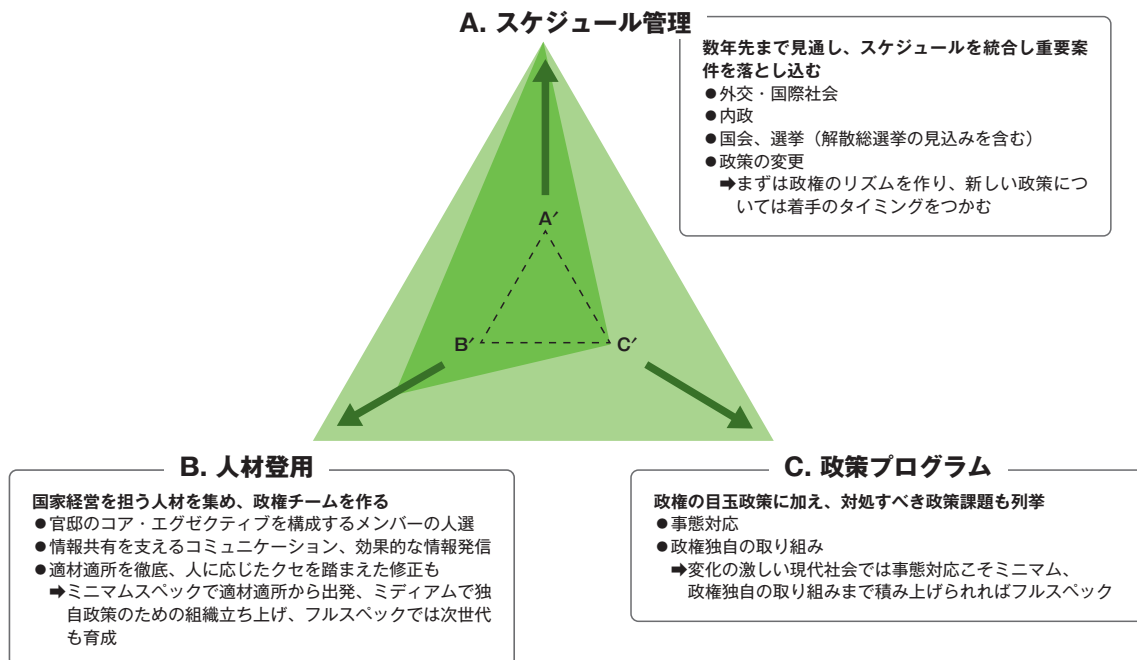 A. スケジュール管理
数年先まで見通し、スケジュールを統合し重要案
件を落とし込む
●外交・国際社会
●内政
●国会、選挙（解散総選挙の見込みを含む）
●政策の変更
➡まずは政権のリズムを作り、新しい政策につ
いては着手のタイミングをつかむ
A′
B′
C′
B. 人材登用
国家経営を担う人材を集め、政権チームを作る
●官邸のコア・エグゼクティブを構成するメンバーの人選
●情報共有を支えるコミュニケーション、効果的な情報発信
●適材適所を徹底、人に応じたクセを踏まえた修正も
➡ミニマムスペックで適材適所から出発、ミディアムで独
自政策のための組織立ち上げ、フルスペックでは次世代
も育成
C. 政策プログラム
政権の目玉政策に加え、対処すべき政策課題も列挙
●事態対応
●政権独自の取り組み
➡変化の激しい現代社会では事態対応こそミニマム、
政権独自の取り組みまで積み上げられればフルスペック